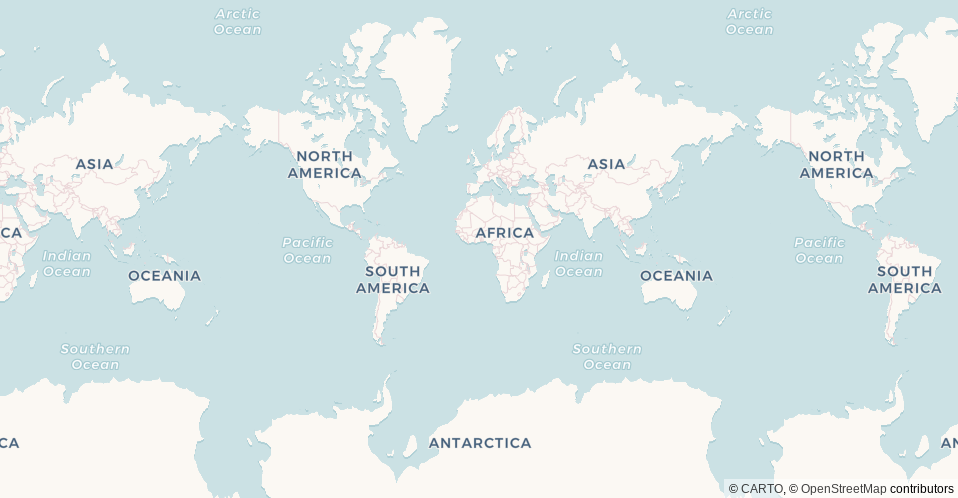 Arctic
Ocean
Arctic
Ocean
ASIA
NORTH
AMERICA
ASIA
NORTH
AMERICA
CA
AFRICA
Indian
Ocean
Pacific
Ocean
Indian
Ocean
Pacific
Ocean
OCEANIA
SOUTH
AMERICA
OCEANIA
SOUTH
AMERICA
Southern
Ocean
Southern
Ocean
CA
ANTARCTICA
AN
© CARTO, © OpenStreetMap contributors